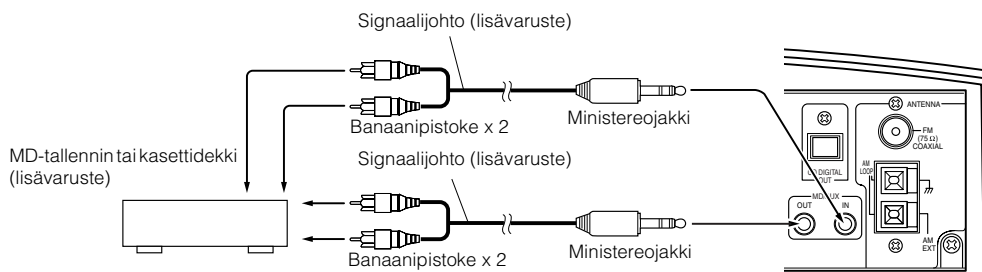 Signaalijohto (lisävaruste)
Banaanipistoke x 2
Ministereojakki
MD-tallennin tai kasettidekki
(lisävaruste)
Signaalijohto (lisävaruste)
Banaanipistoke x 2
Ministereojakki
ANTENNA
FM
(75 Ω)
COAXIAL
DIGITAL
OUT
AM
LOOP
MD/AUX
OUT
IN
AM
EXT